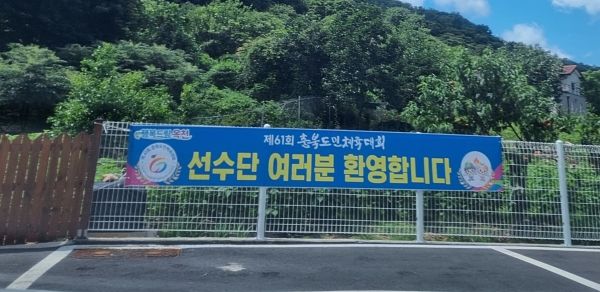 행복드림 옥천
제61회 충북도민체육대회
선수단 여러분 환영합니다